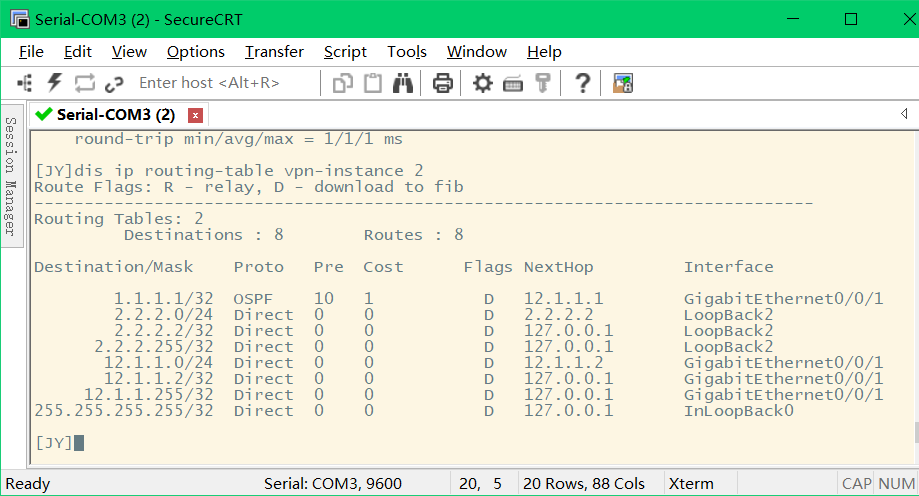 Serial-COM3 (2) - SecureCRT
File Edit View Options Transfer Script Tools Window Help
Enter host <Alt+R>
Session Manager
Serial-COM3 (2)
round-trip min/avg/max = 1/1/1 ms
[JY]dis ip routing-table vpn-instance 2
Route Flags: R - relay, D - download to fib
------------------------------------------------------------------------------
Routing Tables: 2
Destinations : 8 Routes : 8
Destination/Mask Proto Pre Cost Flags NextHop Interface
1.1.1.1/32 OSPF 10 1 D 12.1.1.1 GigabitEthernet0/0/1
2.2.2.0/24 Direct 0 0 D 2.2.2.2 LoopBack2
2.2.2.2/32 Direct 0 0 D 127.0.0.1 LoopBack2
2.2.2.255/32 Direct 0 0 D 127.0.0.1 LoopBack2
12.1.1.0/24 Direct 0 0 D 12.1.1.2 GigabitEthernet0/0/1
12.1.1.2/32 Direct 0 0 D 127.0.0.1 GigabitEthernet0/0/1
12.1.1.255/32 Direct 0 0 D 127.0.0.1 GigabitEthernet0/0/1
255.255.255.255/32 Direct 0 0 D 127.0.0.1 InLoopBack0
[JY]
Ready Serial: COM3, 9600 20, 5 20 Rows, 88 Cols Xterm CAP NUM